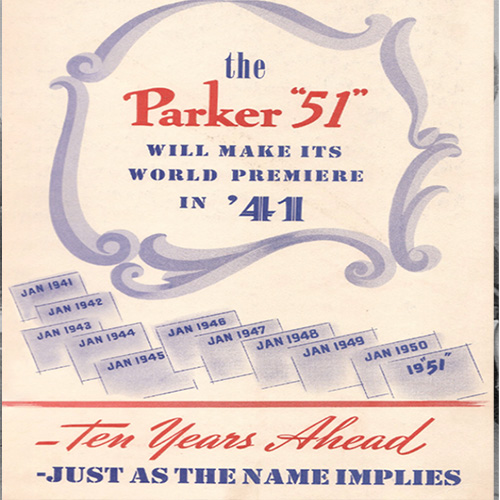 the
Parker "51"
WILL MAKE ITS
WORLD PREMIERE
IN '41
JAN 1941
JAN 1942
JAN 1943
JAN 1944
JAN 1945
JAN 1946
JAN 1947
JAN 1948
JAN 1949
JAN 1950
19"51"
-Ten Years Ahead
-JUST AS THE NAME IMPLIES